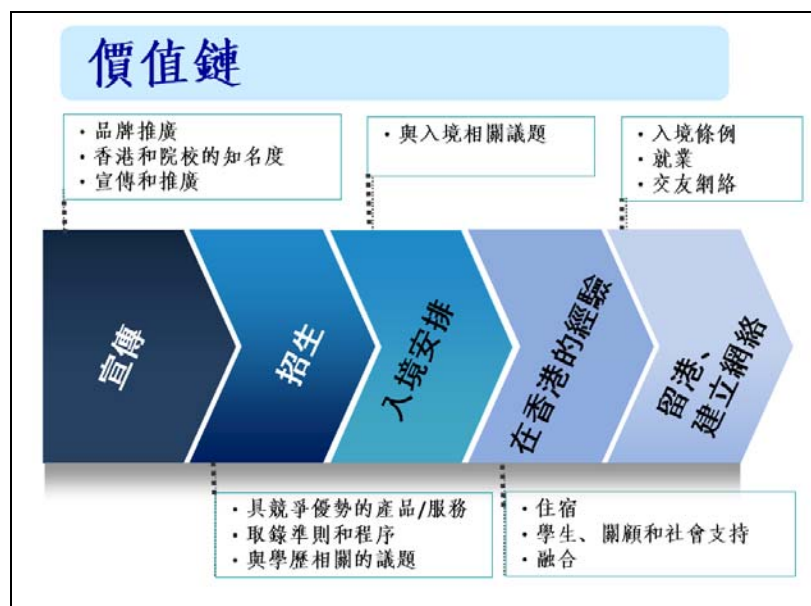 價值鏈
· 品牌推廣
· 香港和院校的知名度
· 宣傳和推廣
· 與入境相關議題
· 入境條例
· 就業
· 交友網絡
宣傳
招生
入境安排
在香港的經驗
留港、
建立網絡
· 具競爭優勢的產品/服務
· 取錄準則和程序
· 與學歷相關的議題
· 住宿
· 學生、關顧和社會支持
· 融合